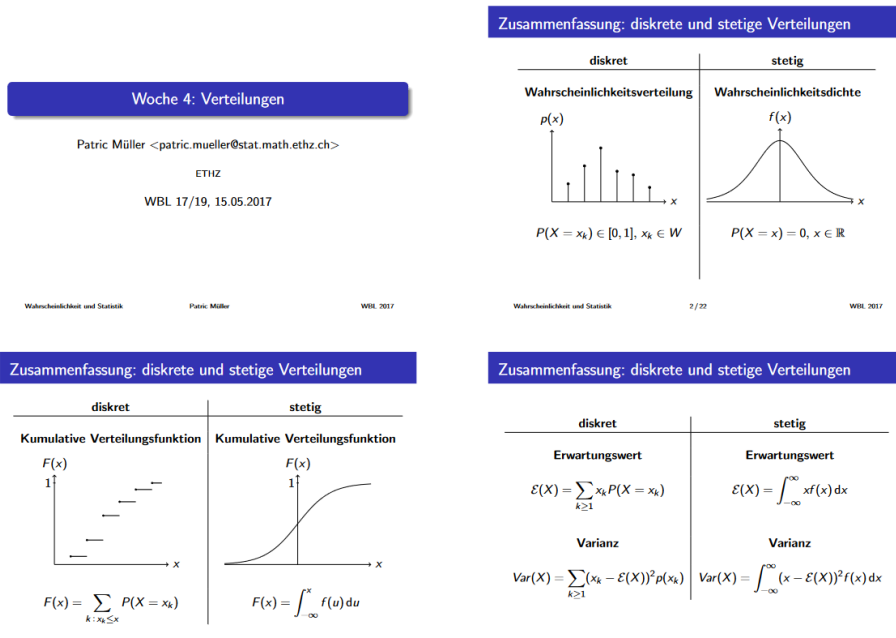 Woche 4: Verteilungen
Patric Müller <patric.mueller@stat.math.ethz.ch>
ETHZ
WBL 17/19, 15.05.2017
Wahrscheinlichkeit und Statistik Patric Müller WBL 2017
Zusammenfassung: diskrete und stetige Verteilungen
diskret stetig
Wahrscheinlichkeitsverteilung Wahrscheinlichkeitsdichte
p(x) f(x)
x x
P(X = x_k) ∈ [0, 1], x_k ∈ W P(X = x) = 0, x ∈ ℝ
Wahrscheinlichkeit und Statistik 2 / 22 WBL 2017
Zusammenfassung: diskrete und stetige Verteilungen
diskret stetig
Kumulative Verteilungsfunktion Kumulative Verteilungsfunktion
F(x) F(x)
1 1
x x
F(x) = ∑_{k : x_k ≤ x} P(X = x_k) F(x) = ∫_{-∞}^{x} f(u) du
Zusammenfassung: diskrete und stetige Verteilungen
diskret stetig
Erwartungswert Erwartungswert
ℰ(X) = ∑_{k≥1} x_k P(X = x_k) ℰ(X) = ∫_{-∞}^{∞} xf(x) dx
Varianz Varianz
Var(X) = ∑_{k≥1} (x_k − ℰ(X))² p(x_k) Var(X) = ∫_{-∞}^{∞} (x − ℰ(X))² f(x) dx